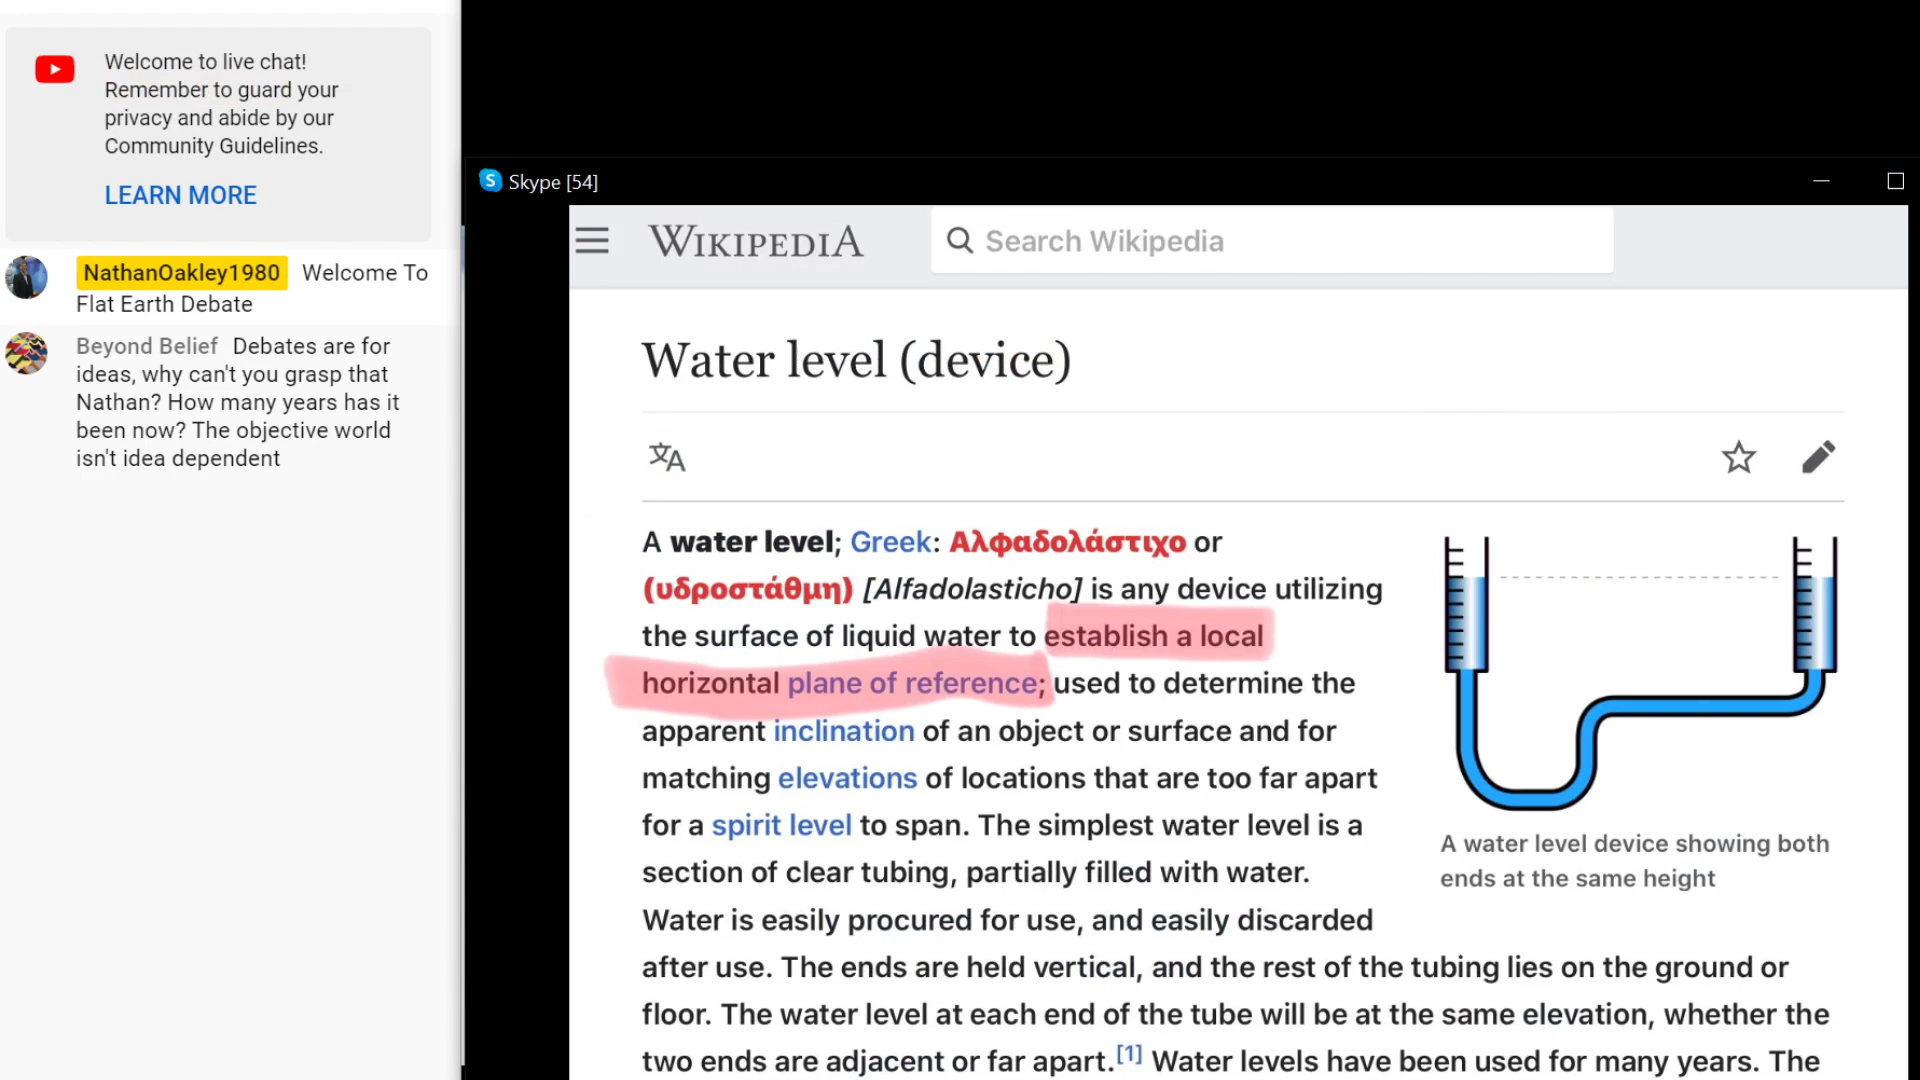 Welcome to live chat!
Remember to guard your
privacy and abide by our
Community Guidelines.
LEARN MORE
NathanOakley1980 Welcome To
Flat Earth Debate
Beyond Belief Debates are for
ideas, why can't you grasp that
Nathan? How many years has it
been now? The objective world
isn't idea dependent
Skype [54]
WIKIPEDIA
Search Wikipedia
Water level (device)
A water level; Greek: Αλφαδολάστιχο or
(υδροστάθμη) [Alfadolasticho] is any device utilizing
the surface of liquid water to establish a local
horizontal plane of reference; used to determine the
apparent inclination of an object or surface and for
matching elevations of locations that are too far apart
for a spirit level to span. The simplest water level is a
section of clear tubing, partially filled with water.
Water is easily procured for use, and easily discarded
after use. The ends are held vertical, and the rest of the tubing lies on the ground or
floor. The water level at each end of the tube will be at the same elevation, whether the
two ends are adjacent or far apart.[1] Water levels have been used for many years. The
A water level device showing both
ends at the same height